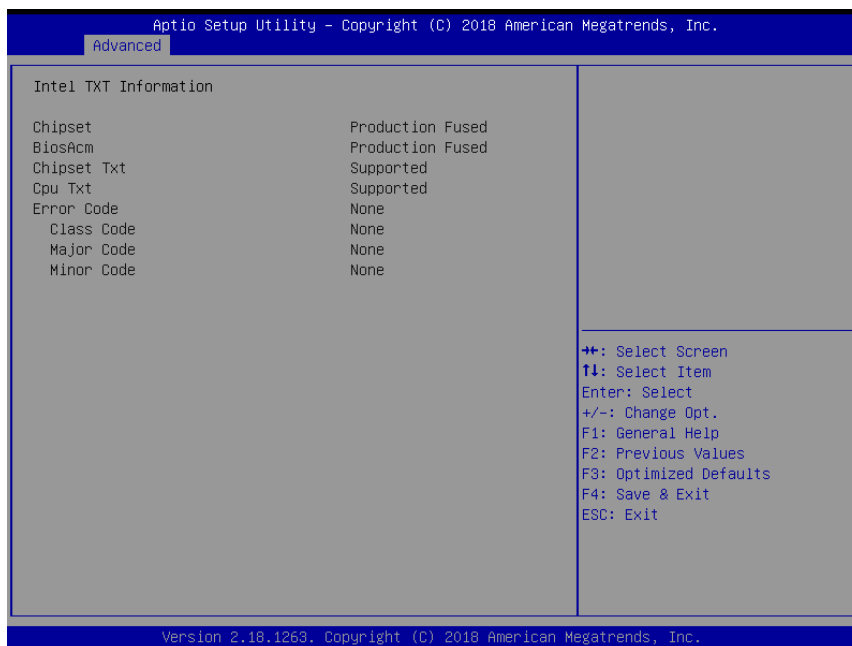 Aptio Setup Utility – Copyright (C) 2018 American Megatrends, Inc.
Advanced
Intel TXT Information
Chipset Production Fused
BiosAcm Production Fused
Chipset Txt Supported
Cpu Txt Supported
Error Code None
Class Code None
Major Code None
Minor Code None
→←: Select Screen
↑↓: Select Item
Enter: Select
+/-: Change Opt.
F1: General Help
F2: Previous Values
F3: Optimized Defaults
F4: Save & Exit
ESC: Exit
Version 2.18.1263. Copyright (C) 2018 American Megatrends, Inc.